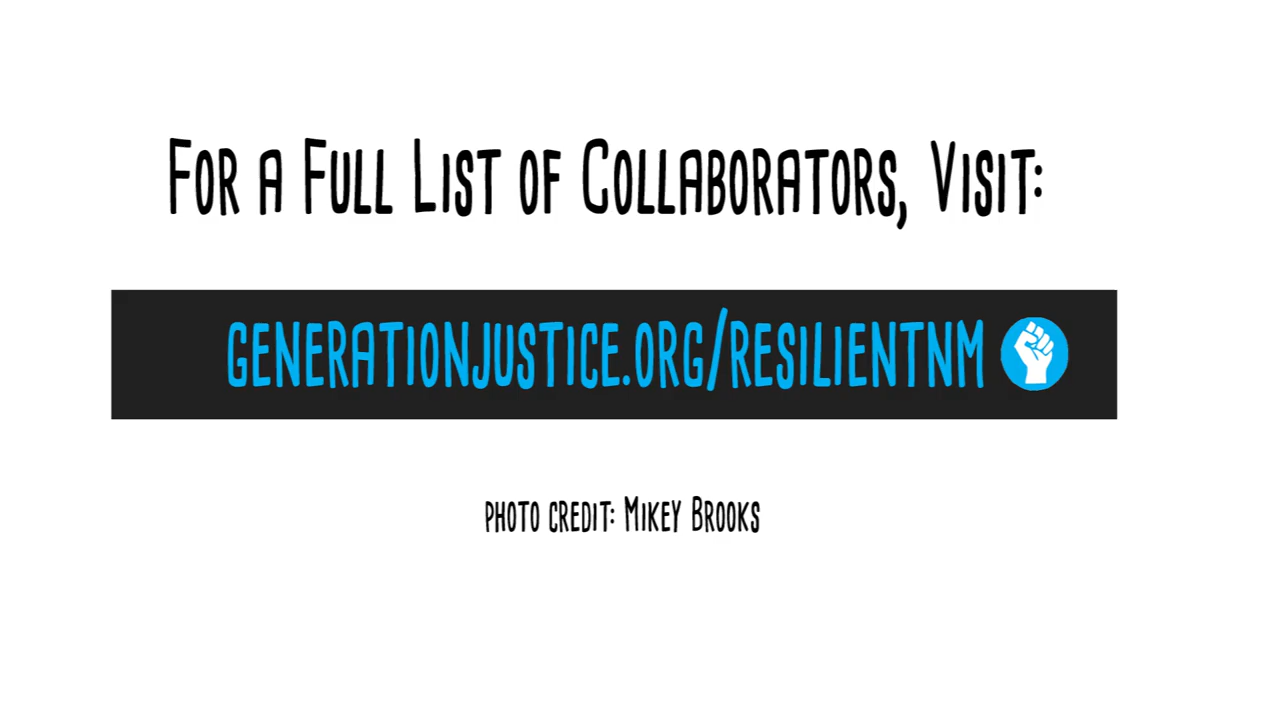 For a Full List of Collaborators, Visit:
generationjustice.org/resilientnm
photo credit: Mikey Brooks